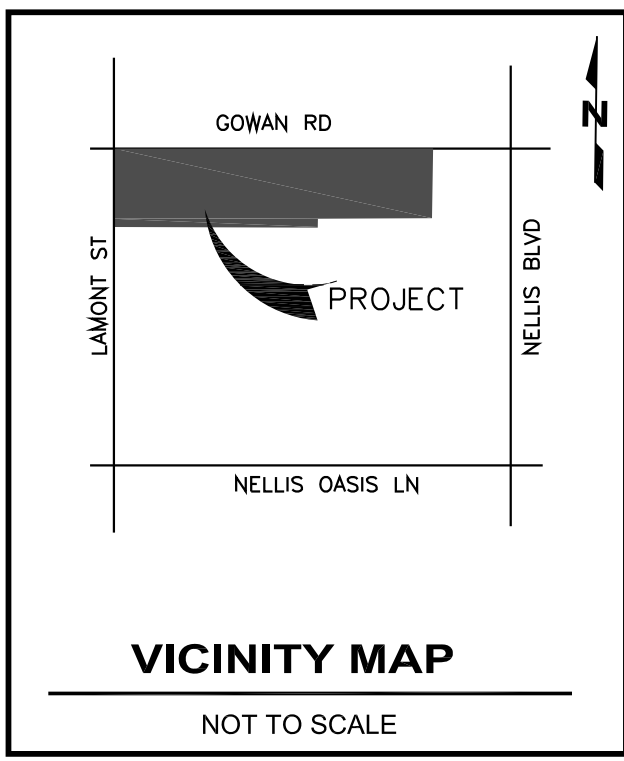 GOWAN RD
N
LAMONT ST
NELLIS BLVD
PROJECT
NELLIS OASIS LN
VICINITY MAP
NOT TO SCALE